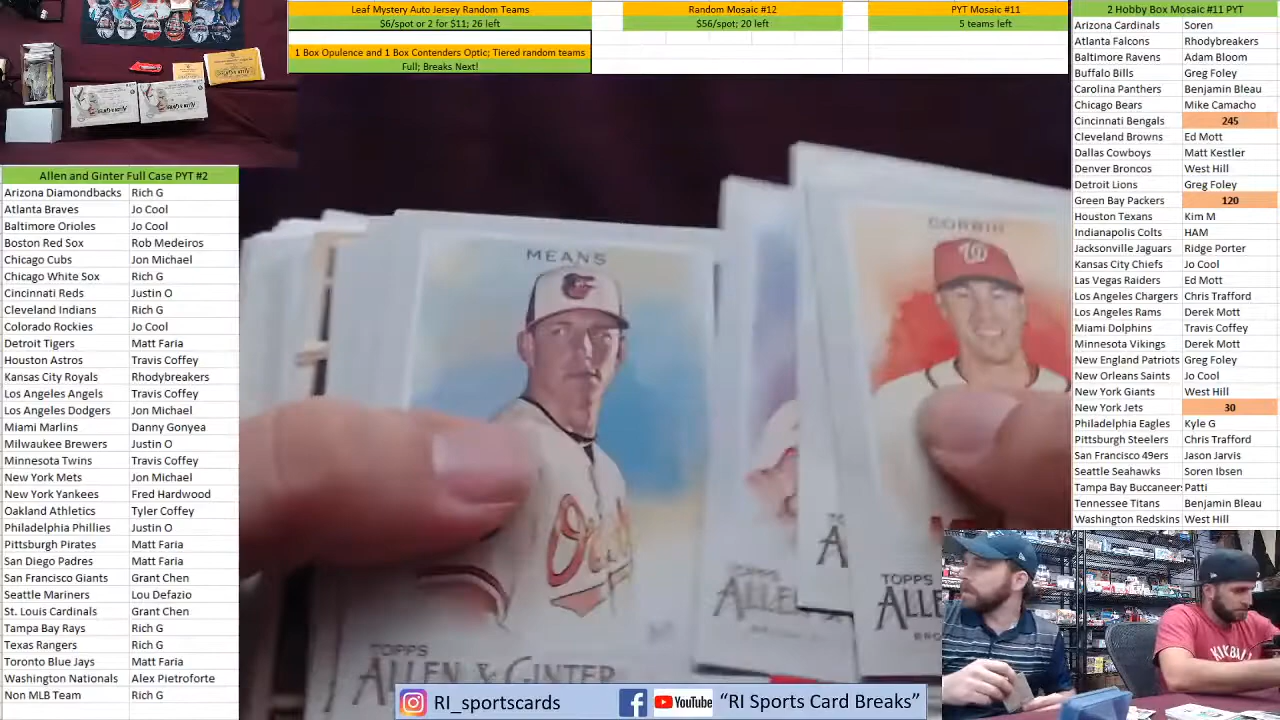 Leaf Mystery Auto Jersey Random Teams
$6/spot or 2 for $11; 26 left
1 Box Opulence and 1 Box Contenders Optic; Tiered random teams
Full; Breaks Next!
Random Mosaic #12
$56/spot; 20 left
PYT Mosaic #11
5 teams left
2 Hobby Box Mosaic #11 PYT
Arizona Cardinals Soren
Atlanta Falcons Rhodybreakers
Baltimore Ravens Adam Bloom
Buffalo Bills Greg Foley
Carolina Panthers Benjamin Bleau
Chicago Bears Mike Camacho
Cincinnati Bengals 245
Cleveland Browns Ed Mott
Dallas Cowboys Matt Kestler
Denver Broncos West Hill
Detroit Lions Greg Foley
Green Bay Packers 120
Houston Texans Kim M
Indianapolis Colts HAM
Jacksonville Jaguars Ridge Porter
Kansas City Chiefs Jo Cool
Las Vegas Raiders Ed Mott
Los Angeles Chargers Chris Trafford
Los Angeles Rams Derek Mott
Miami Dolphins Travis Coffey
Minnesota Vikings Derek Mott
New England Patriots Greg Foley
New Orleans Saints Jo Cool
New York Giants West Hill
New York Jets 30
Philadelphia Eagles Kyle G
Pittsburgh Steelers Chris Trafford
San Francisco 49ers Jason Jarvis
Seattle Seahawks Soren Ibsen
Tampa Bay Buccaneer Patti
Tennessee Titans Benjamin Bleau
Washington Redskins West Hill
Allen and Ginter Full Case PYT #2
Arizona Diamondbacks Rich G
Atlanta Braves Jo Cool
Baltimore Orioles Jo Cool
Boston Red Sox Rob Medeiros
Chicago Cubs Jon Michael
Chicago White Sox Rich G
Cincinnati Reds Justin O
Cleveland Indians Rich G
Colorado Rockies Jo Cool
Detroit Tigers Matt Faria
Houston Astros Travis Coffey
Kansas City Royals Rhodybreakers
Los Angeles Angels Travis Coffey
Los Angeles Dodgers Jon Michael
Miami Marlins Danny Gonyea
Milwaukee Brewers Justin O
Minnesota Twins Travis Coffey
New York Mets Jon Michael
New York Yankees Fred Hardwood
Oakland Athletics Tyler Coffey
Philadelphia Phillies Justin O
Pittsburgh Pirates Matt Faria
San Diego Padres Matt Faria
San Francisco Giants Grant Chen
Seattle Mariners Lou Defazio
St. Louis Cardinals Grant Chen
Tampa Bay Rays Rich G
Texas Rangers Rich G
Toronto Blue Jays Matt Faria
Washington Nationals Alex Pietroforte
Non MLB Team Rich G
MEANS
CORBIN
W
TOPPS
ALLEN & GINTER
TOPPS
RI_sportscards
YouTube "RI Sports Card Breaks"